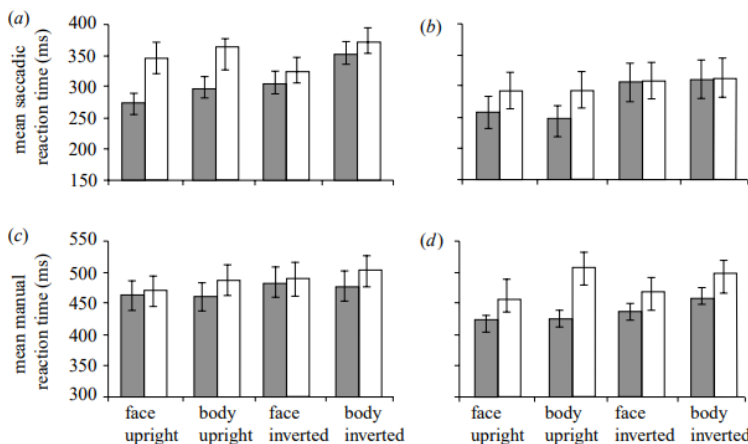 (a)
400
350
300
250
200
150
mean saccadic
reaction time (ms)
(b)
(c)
550
500
450
400
350
300
mean manual
reaction time (ms)
(d)
face upright
body upright
face inverted
body inverted
face upright
body upright
face inverted
body inverted